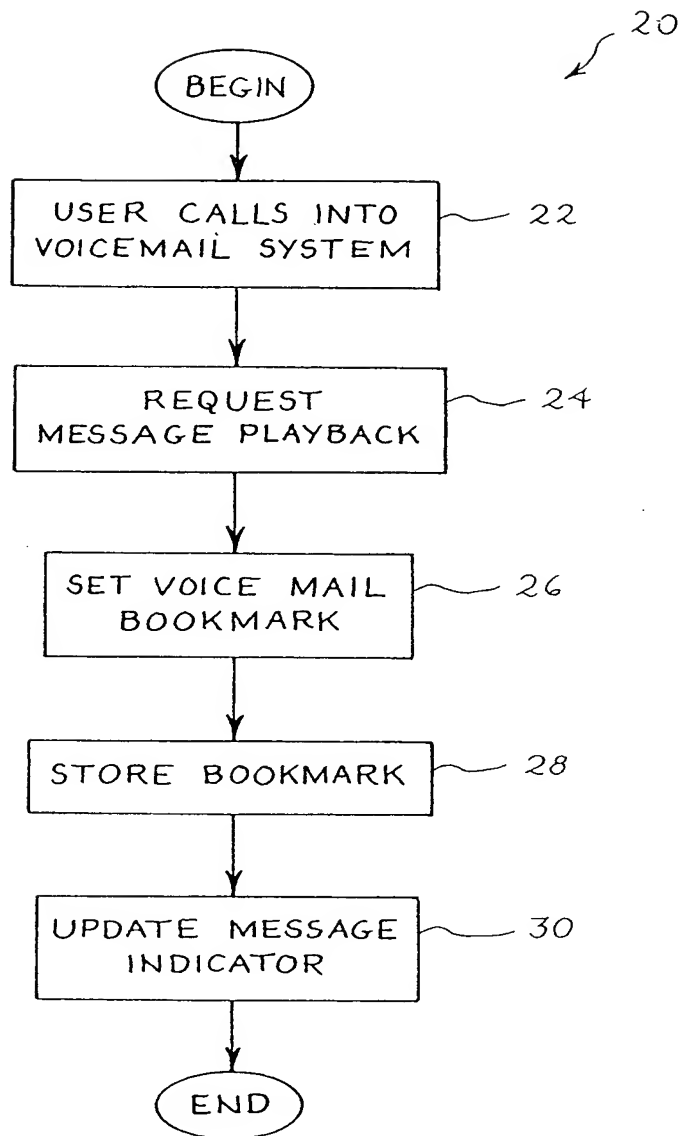 20
BEGIN
USER CALLS INTO
VOICEMAIL SYSTEM
22
REQUEST
MESSAGE PLAYBACK
24
SET VOICE MAIL
BOOKMARK
26
STORE BOOKMARK
28
UPDATE MESSAGE
INDICATOR
30
END